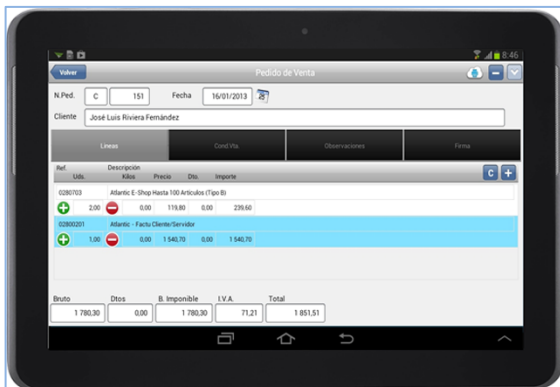 8:46
Volver Pedido de Venta
N.Ped. C 151 Fecha 16/01/2013
Cliente José Luis Riviera Fernández
Líneas Cond.Vta. Observaciones Firma
Ref. Descripción
Uds. Kilos Precio Dto. Importe C +
0280703 Atlantic E-Shop Hasta 100 Artículos (Tipo B)
2,00 0,00 119,80 0,00 239,60
02800201 Atlantic - Factu Cliente/Servidor
1,00 0,00 1 540,70 0,00 1 540,70
Bruto Dtos B. Imponible I.V.A. Total
1 780,30 0,00 1 780,30 71,21 1 851,51